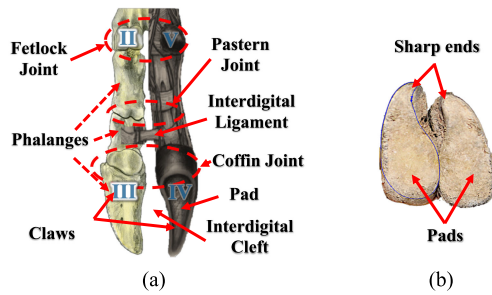 II
V
Fetlock
Joint
Pastern
Joint
Interdigital
Ligament
Phalanges
Coffin Joint
III
IV
Pad
Claws
Interdigital
Cleft
(a)
Sharp ends
Pads
(b)